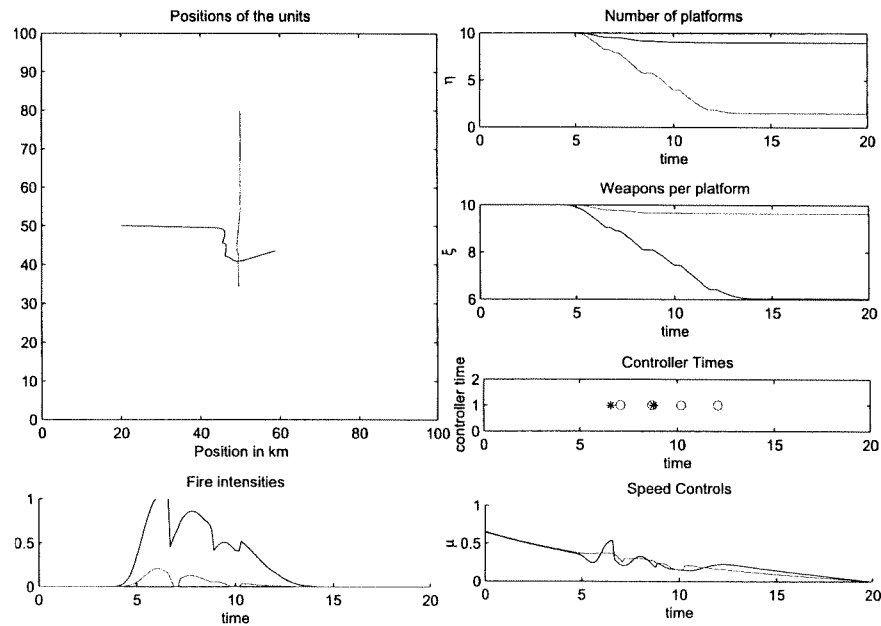 Positions of the units
100
90
80
70
60
50
40
30
20
10
0
0 20 40 60 80 100
Position in km
Number of platforms
10
5
0
η
0 5 10 15 20
time
Weapons per platform
10
8
6
ξ
0 5 10 15 20
time
Controller Times
2
1
0
controller time
0 5 10 15 20
time
Fire intensities
1
0.5
0
0 5 10 15 20
time
Speed Controls
1
0.5
0
μ
0 5 10 15 20
time